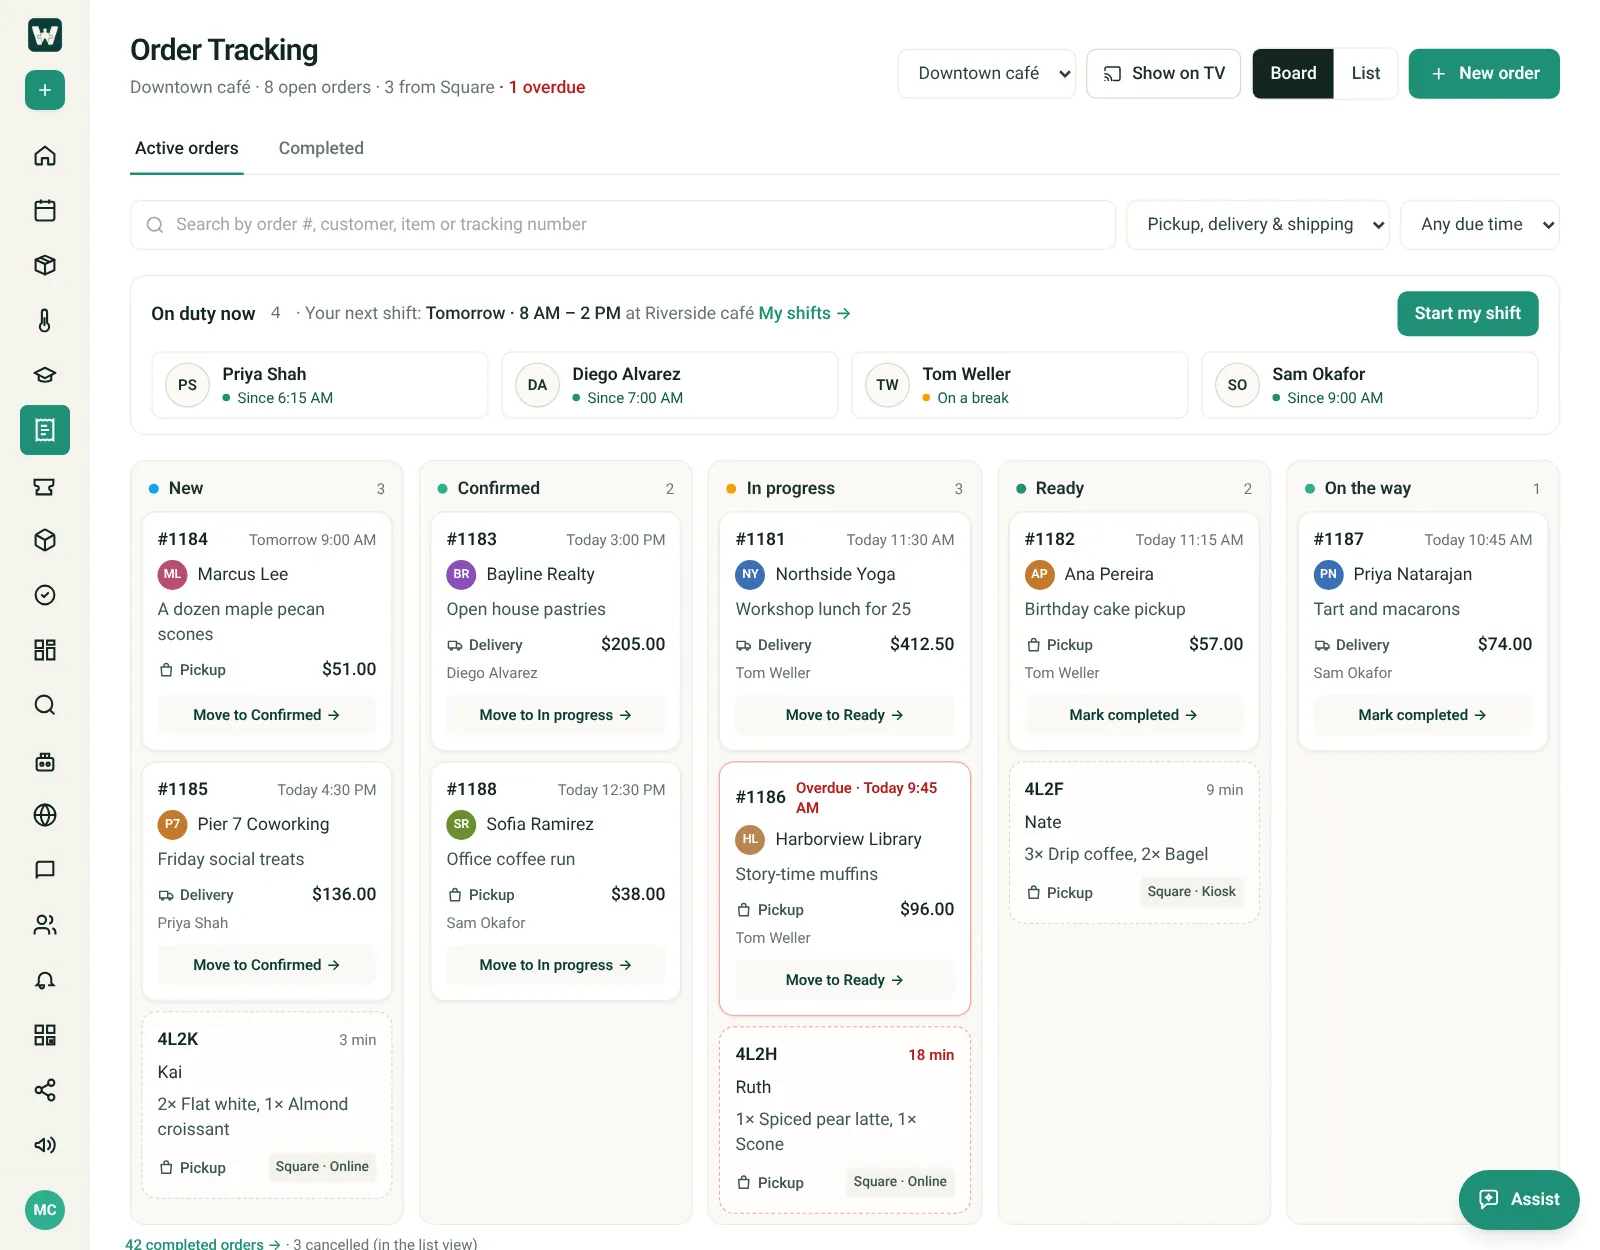 W
Order Tracking
Downtown café · 8 open orders · 3 from Square · 1 overdue
Downtown café
Show on TV
Board
List
+ New order
Active orders
Completed
Search by order #, customer, item or tracking number
Pickup, delivery & shipping
Any due time
On duty now 4 · Your next shift: Tomorrow · 8 AM – 2 PM at Riverside café My shifts →
Start my shift
PS
Priya Shah
Since 6:15 AM
DA
Diego Alvarez
Since 7:00 AM
TW
Tom Weller
On a break
SO
Sam Okafor
Since 9:00 AM
New 3
#1184 Tomorrow 9:00 AM
ML Marcus Lee
A dozen maple pecan
scones
Pickup $51.00
Move to Confirmed →
#1185 Today 4:30 PM
P7 Pier 7 Coworking
Friday social treats
Delivery $136.00
Priya Shah
Move to Confirmed →
4L2K 3 min
Kai
2× Flat white, 1× Almond
croissant
Pickup Square · Online
Confirmed 2
#1183 Today 3:00 PM
BR Bayline Realty
Open house pastries
Delivery $205.00
Diego Alvarez
Move to In progress →
#1188 Today 12:30 PM
SR Sofia Ramirez
Office coffee run
Pickup $38.00
Sam Okafor
Move to In progress →
In progress 3
#1181 Today 11:30 AM
NY Northside Yoga
Workshop lunch for 25
Delivery $412.50
Tom Weller
Move to Ready →
#1186 Overdue · Today 9:45
AM
HL Harborview Library
Story-time muffins
Pickup $96.00
Tom Weller
Move to Ready →
4L2H 18 min
Ruth
1× Spiced pear latte, 1×
Scone
Pickup Square · Online
Ready 2
#1182 Today 11:15 AM
AP Ana Pereira
Birthday cake pickup
Pickup $57.00
Tom Weller
Mark completed →
4L2F 9 min
Nate
3× Drip coffee, 2× Bagel
Pickup Square · Kiosk
On the way 1
#1187 Today 10:45 AM
PN Priya Natarajan
Tart and macarons
Delivery $74.00
Sam Okafor
Mark completed →
MC
Assist
42 completed orders → · 3 cancelled (in the list view)